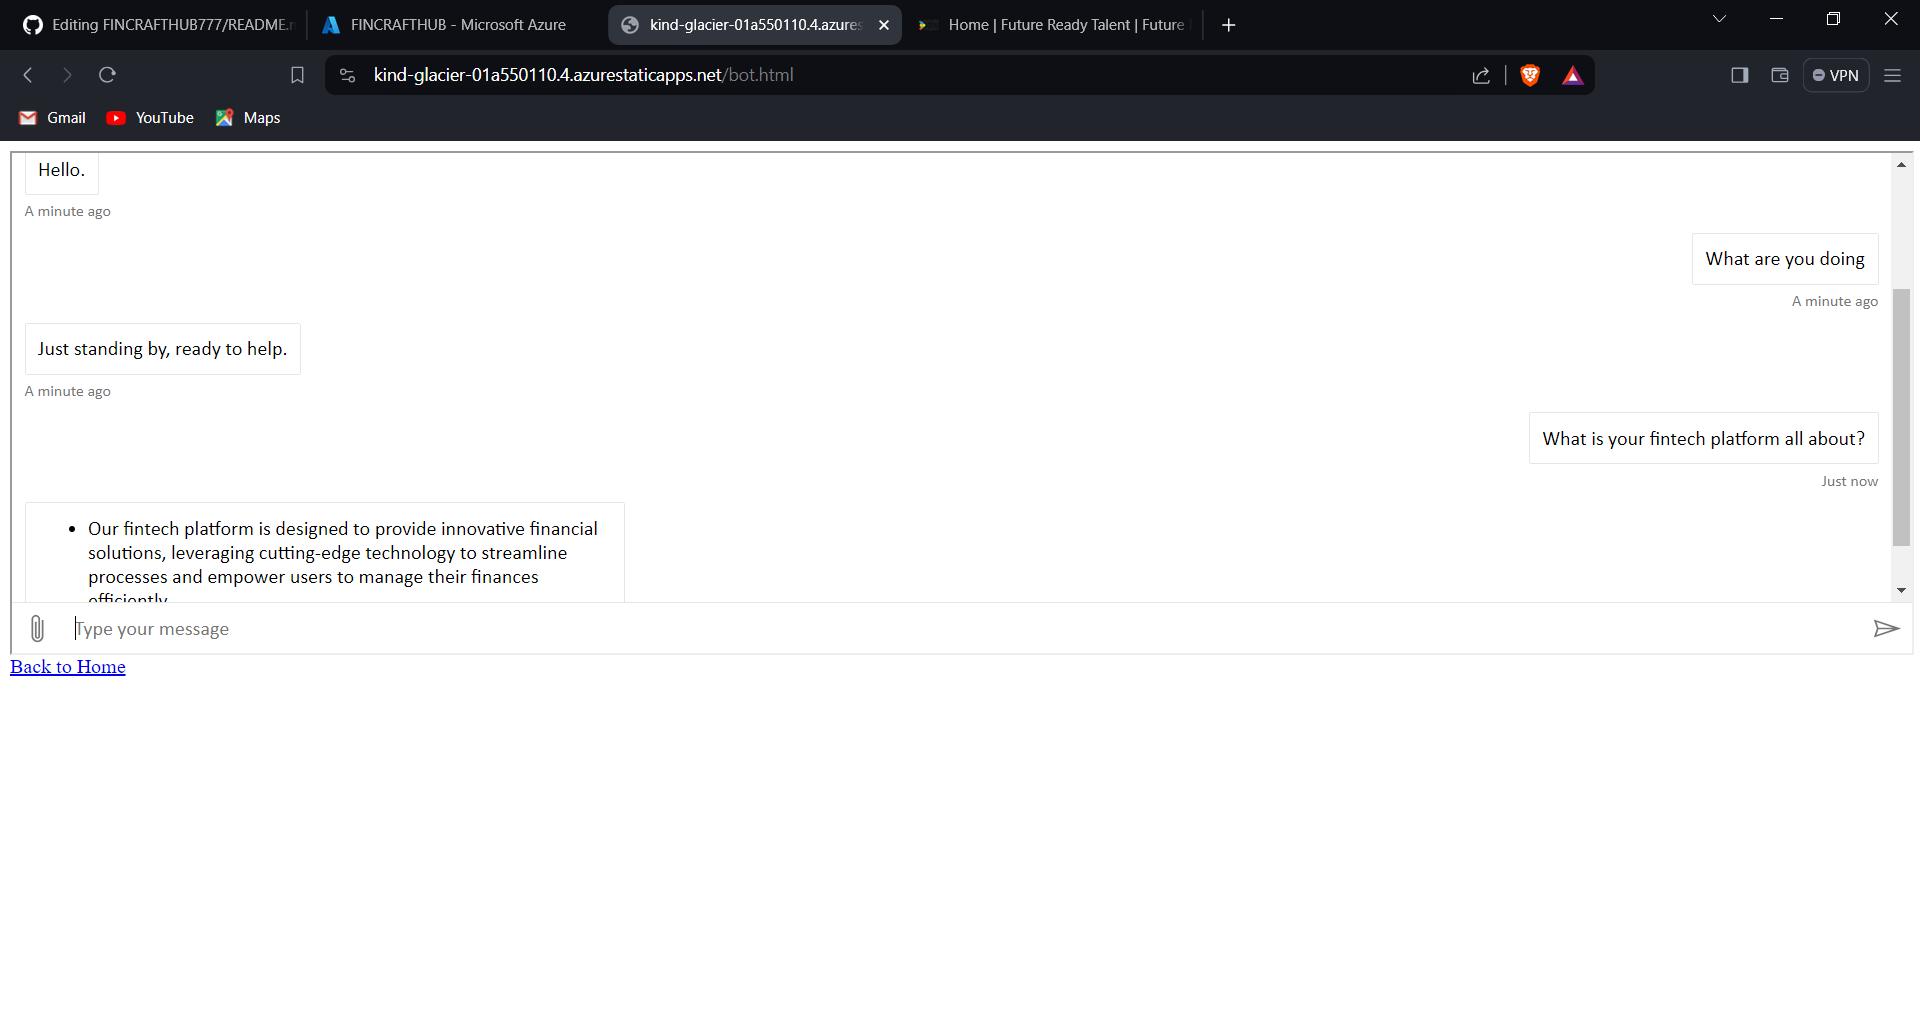 Editing FINCRAFTHUB777/README.
FINCRAFTHUB - Microsoft Azure
kind-glacier-01a550110.4.azures
Home | Future Ready Talent | Future
kind-glacier-01a550110.4.azurestaticapps.net/bot.html
VPN
Gmail
YouTube
Maps
Hello.
A minute ago
What are you doing
A minute ago
Just standing by, ready to help.
A minute ago
What is your fintech platform all about?
Just now
• Our fintech platform is designed to provide innovative financial
solutions, leveraging cutting-edge technology to streamline
processes and empower users to manage their finances
efficiently
Type your message
Back to Home